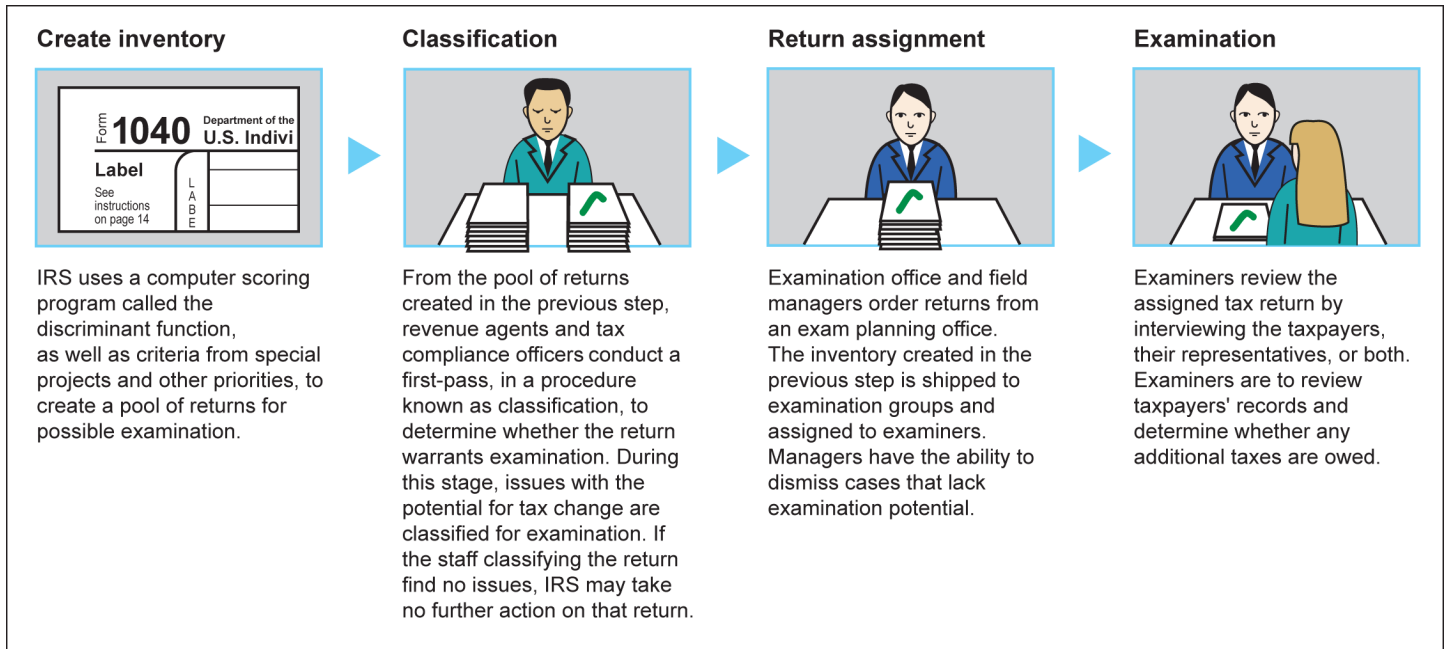 Create inventory
Form
1040
Department of the
U.S. Indivi
Label
See
instructions
on page 14
L
A
B
E
IRS uses a computer scoring
program called the
discriminant function,
as well as criteria from special
projects and other priorities, to
create a pool of returns for
possible examination.
Classification
From the pool of returns
created in the previous step,
revenue agents and tax
compliance officers conduct a
first-pass, in a procedure
known as classification, to
determine whether the return
warrants examination. During
this stage, issues with the
potential for tax change are
classified for examination. If
the staff classifying the return
find no issues, IRS may take
no further action on that return.
Return assignment
Examination office and field
managers order returns from
an exam planning office.
The inventory created in the
previous step is shipped to
examination groups and
assigned to examiners.
Managers have the ability to
dismiss cases that lack
examination potential.
Examination
Examiners review the
assigned tax return by
interviewing the taxpayers,
their representatives, or both.
Examiners are to review
taxpayers' records and
determine whether any
additional taxes are owed.